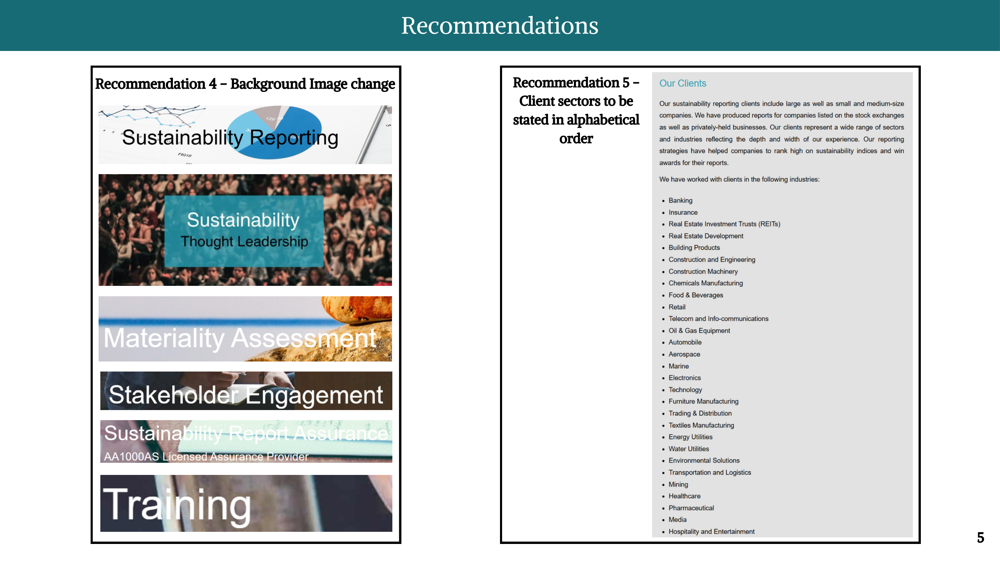 Recommendations
Recommendation 4 – Background Image change
129
Sustainability Reporting
FIG10
Sustainability
Thought Leadership
Materiality Assessment
Stakeholder Engagement
Sustainability Report Assurance
AA1000AS Licensed Assurance Provider
Training
Recommendation 5 –
Client sectors to be
stated in alphabetical
order
Our Clients
Our sustainability reporting clients include large as well as small and medium-size
companies. We have produced reports for companies listed on the stock exchanges
as well as privately-held businesses. Our clients represent a wide range of sectors
and industries reflecting the depth and width of our experience. Our reporting
strategies have helped companies to rank high on sustainability indices and win
awards for their reports.
We have worked with clients in the following industries:
• Banking
• Insurance
• Real Estate Investment Trusts (REITs)
• Real Estate Development
• Building Products
• Construction and Engineering
• Construction Machinery
• Chemicals Manufacturing
• Food & Beverages
• Retail
• Telecom and Info-communications
• Oil & Gas Equipment
• Automobile
• Aerospace
• Marine
• Electronics
• Technology
• Furniture Manufacturing
• Trading & Distribution
• Textiles Manufacturing
• Energy Utilities
• Water Utilities
• Environmental Solutions
• Transportation and Logistics
• Mining
• Healthcare
• Pharmaceutical
• Media
• Hospitality and Entertainment
5